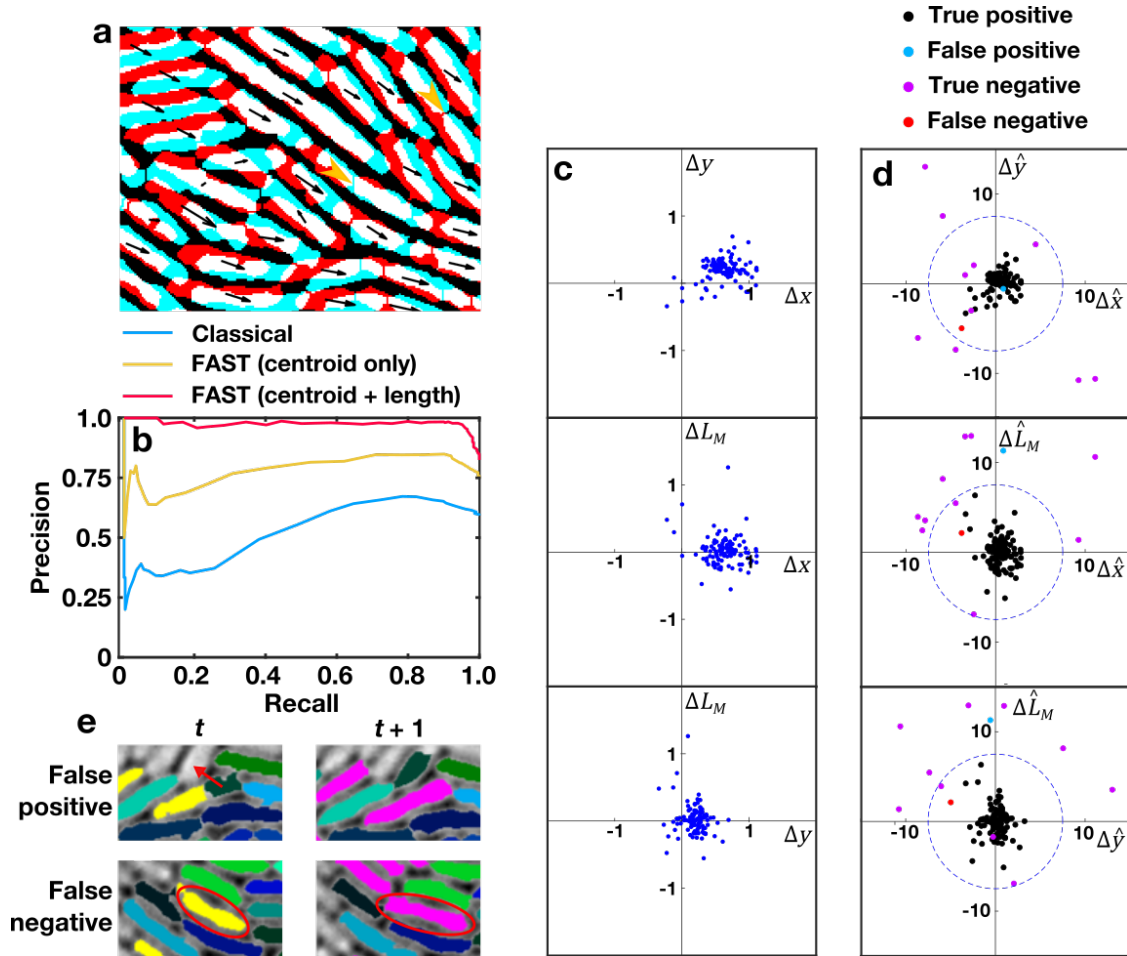 a
Classical
FAST (centroid only)
FAST (centroid + length)
b
1.0
0.75
0.5
0.25
0
Precision
0 0.2 0.4 0.6 0.8 1.0
Recall
e
t t + 1
False
positive
False
negative
c
Δy
1
-1 1 Δx
-1
ΔL_M
1
-1 1 Δx
-1
ΔL_M
1
-1 1 Δy
-1
True positive
False positive
True negative
False negative
d
Δŷ
10
-10 10 Δx̂
-10
ΔL̂_M
10
-10 10 Δx̂
-10
ΔL̂_M
10
-10 10 Δŷ
-10